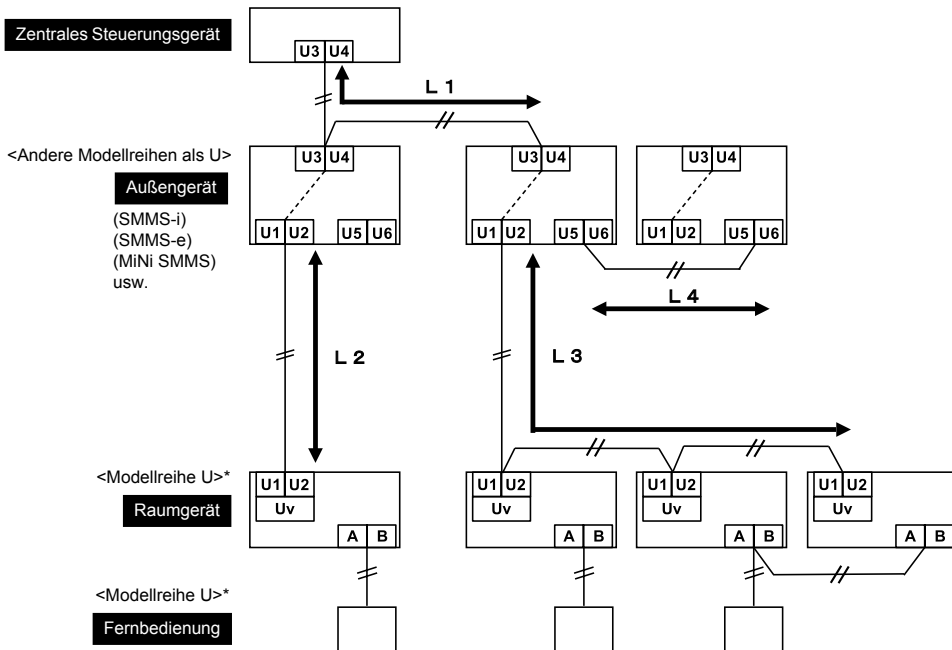 Zentrales Steuerungsgerät
U3 U4
L 1
<Andere Modellreihen als U>
U3 U4
U3 U4
U3 U4
Außengerät
(SMMS-i)
(SMMS-e)
(MiNi SMMS)
usw.
U1 U2
U5 U6
U1 U2
U5 U6
U1 U2
U5 U6
L 4
L 2
L 3
<Modellreihe U>*
U1 U2
U1 U2
U1 U2
U1 U2
Raumgerät
Uv
Uv
Uv
Uv
A B
A B
A B
A B
<Modellreihe U>*
Fernbedienung